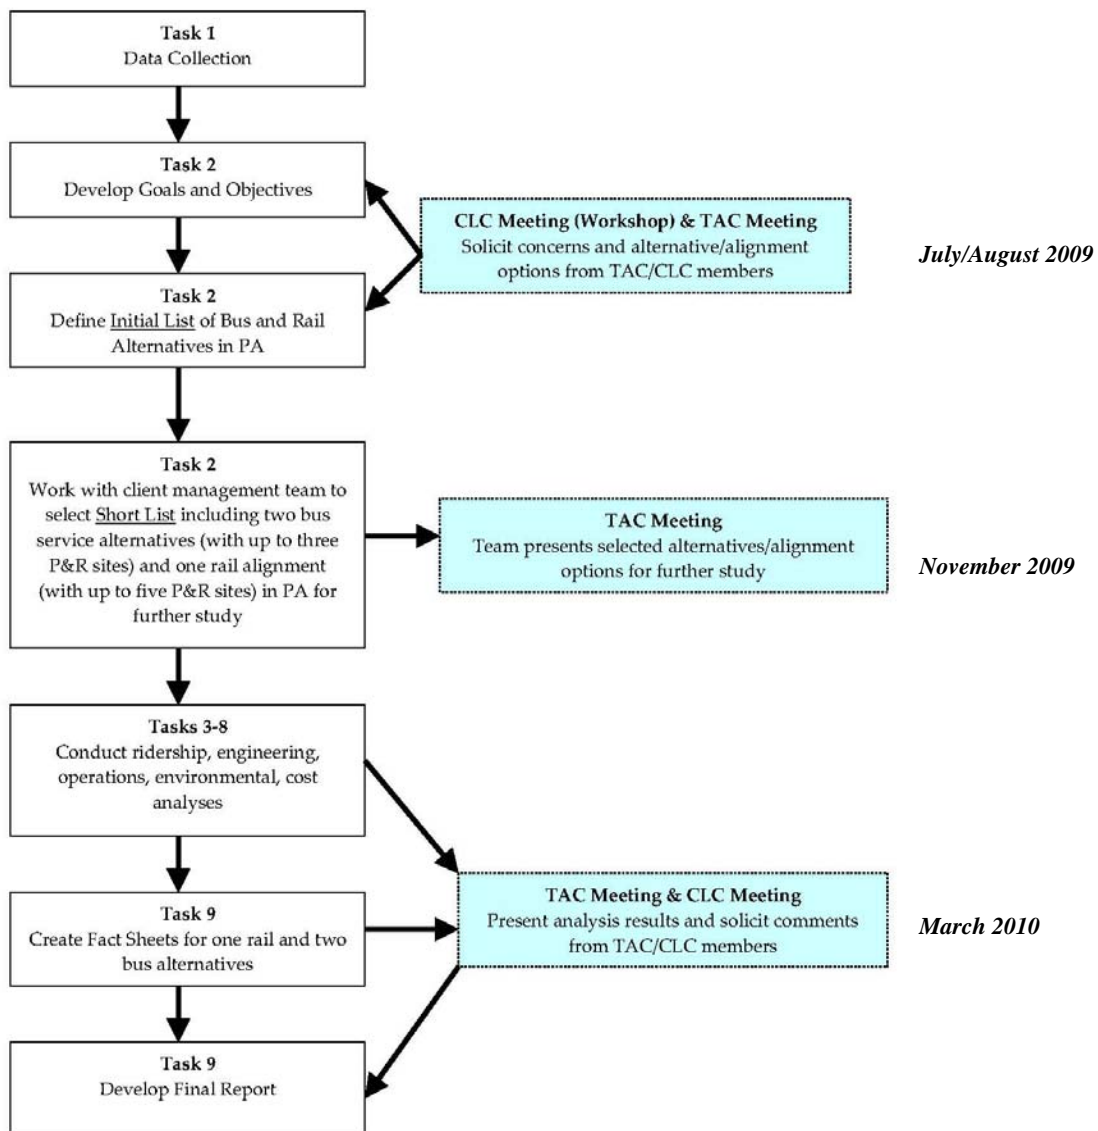 Task 1
Data Collection
Task 2
Develop Goals and Objectives
CLC Meeting (Workshop) & TAC Meeting
Solicit concerns and alternative/alignment
options from TAC/CLC members
July/August 2009
Task 2
Define Initial List of Bus and Rail
Alternatives in PA
Task 2
Work with client management team to
select Short List including two bus
service alternatives (with up to three
P&R sites) and one rail alignment
(with up to five P&R sites) in PA for
further study
TAC Meeting
Team presents selected alternatives/alignment
options for further study
November 2009
Tasks 3-8
Conduct ridership, engineering,
operations, environmental, cost
analyses
Task 9
Create Fact Sheets for one rail and two
bus alternatives
TAC Meeting & CLC Meeting
Present analysis results and solicit comments
from TAC/CLC members
March 2010
Task 9
Develop Final Report